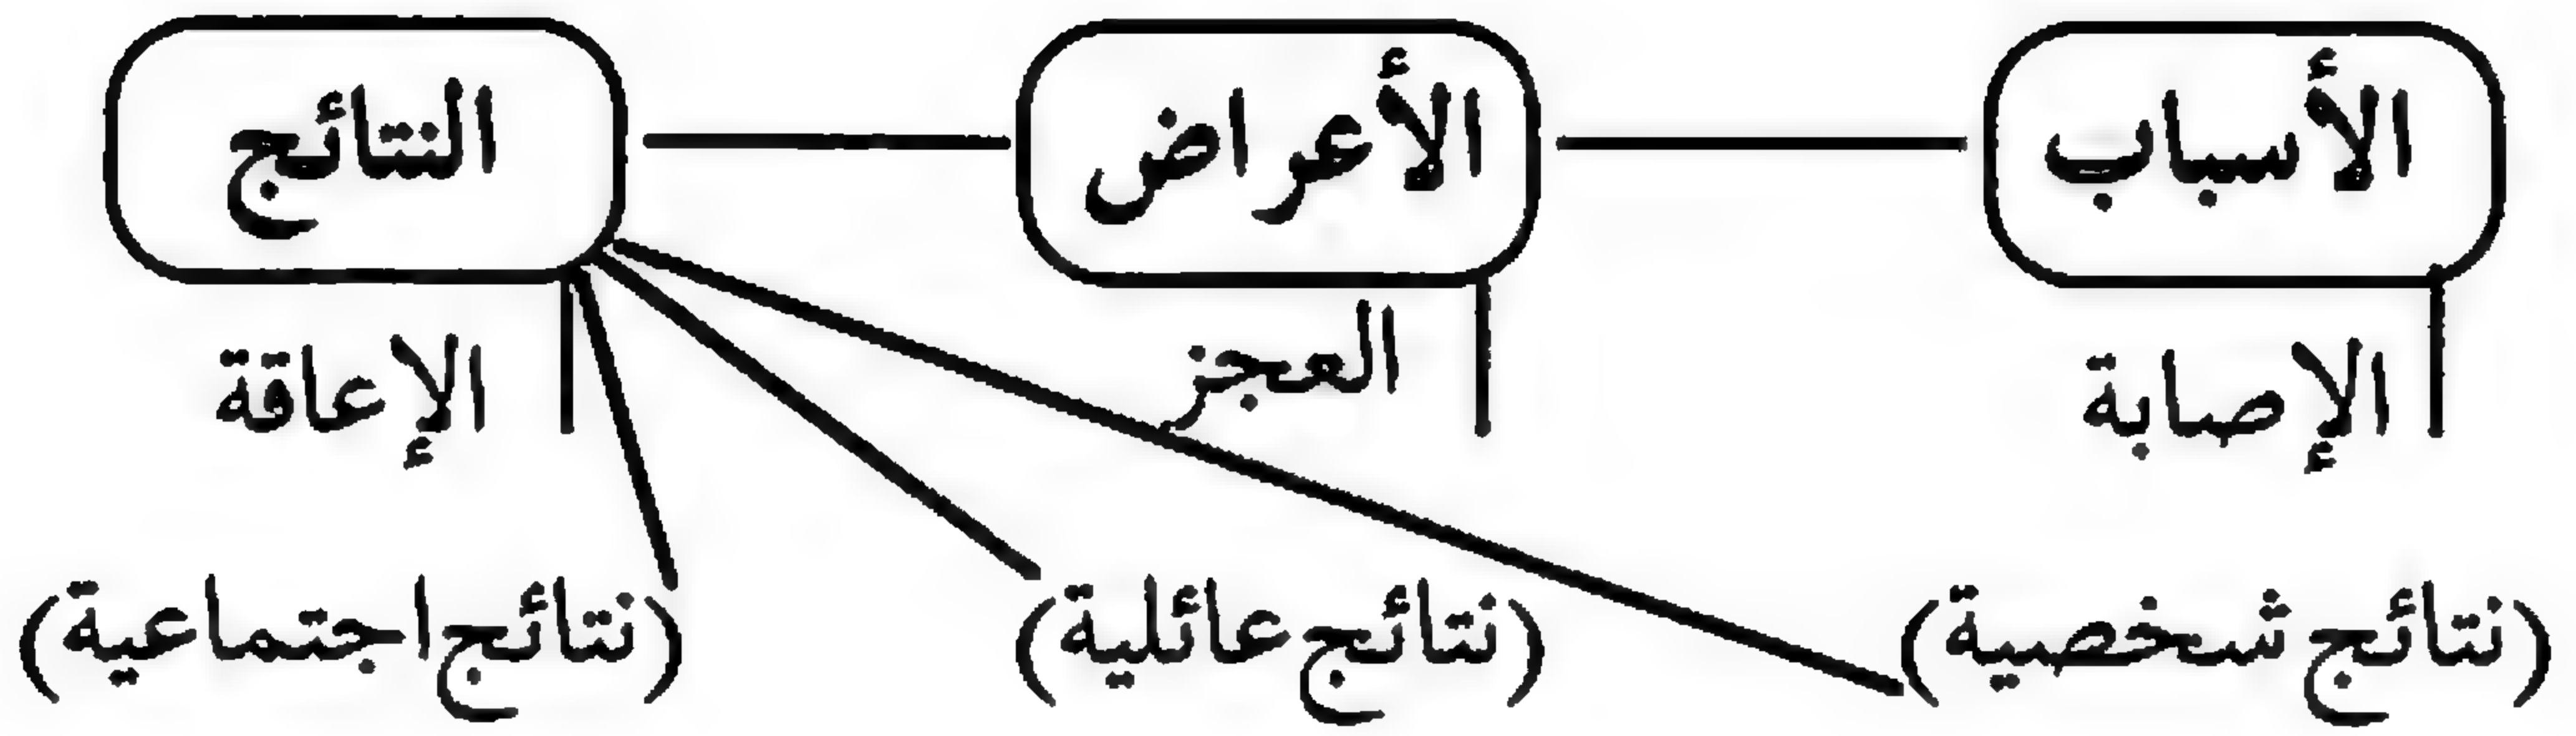 الأسباب
الأعراض
النتائج
الإصابة
العجز
الإعاقة
(نتائج شخصية)
(نتائج عائلية)
(نتائج اجتماعية)